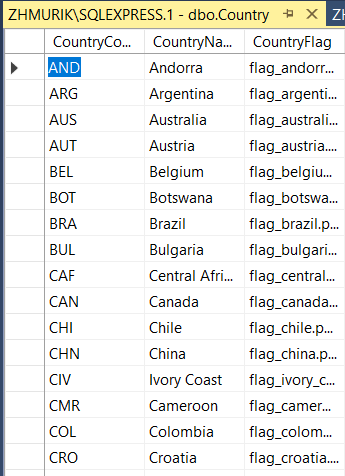 ZHMURIK\SQLEXPRESS.1 - dbo.Country
CountryCo... CountryNa... CountryFlag
AND Andorra flag_andorr...
ARG Argentina flag_argenti...
AUS Australia flag_australi...
AUT Austria flag_austria....
BEL Belgium flag_belgiu...
BOT Botswana flag_botswa...
BRA Brazil flag_brazil.p...
BUL Bulgaria flag_bulgari...
CAF Central Afri... flag_central...
CAN Canada flag_canada...
CHI Chile flag_chile.p...
CHN China flag_china.p...
CIV Ivory Coast flag_ivory_c...
CMR Cameroon flag_camer...
COL Colombia flag_colom...
CRO Croatia flag_croatia....